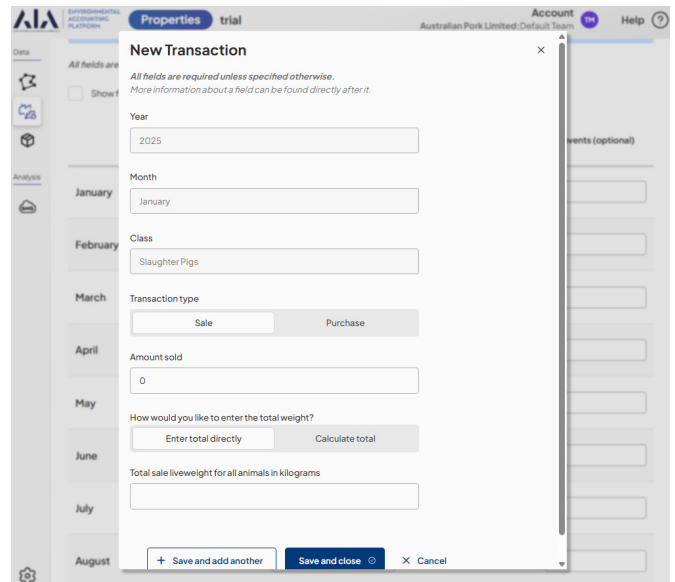 AIA
ENVIRONMENTAL
ACCOUNTING
PLATFORM
Properties
trial
Account
Australian Pork Limited:Default Team
TM
Help
?
Data
Analysis
All fields are
Show f
vents (optional)
January
February
March
April
May
June
July
August
New Transaction
All fields are required unless specified otherwise.
More information about a field can be found directly after it.
Year
2025
Month
January
Class
Slaughter Pigs
Transaction type
Sale
Purchase
Amount sold
0
How would you like to enter the total weight?
Enter total directly
Calculate total
Total sale liveweight for all animals in kilograms
+ Save and add another
Save and close
× Cancel